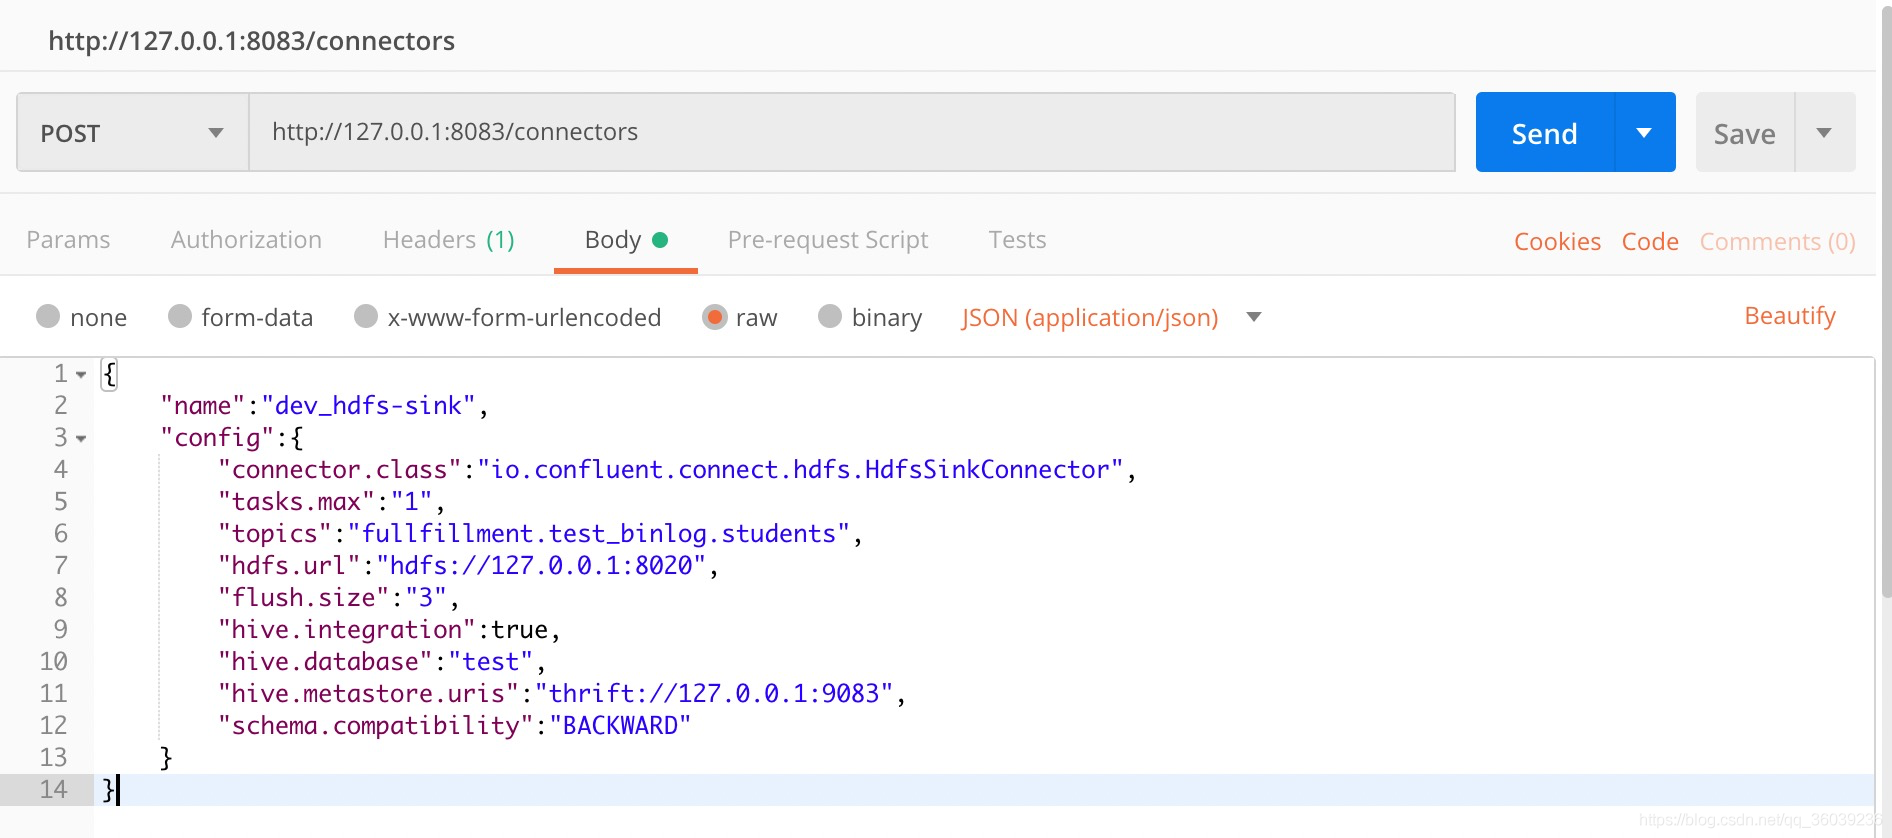 http://127.0.0.1:8083/connectors
POST http://127.0.0.1:8083/connectors Send Save
Params Authorization Headers (1) Body Pre-request Script Tests Cookies Code Comments (0)
none form-data x-www-form-urlencoded raw binary JSON (application/json) Beautify
1 {
2 "name":"dev_hdfs-sink",
3 "config":{
4 "connector.class":"io.confluent.connect.hdfs.HdfsSinkConnector",
5 "tasks.max":"1",
6 "topics":"fullfillment.test_binlog.students",
7 "hdfs.url":"hdfs://127.0.0.1:8020",
8 "flush.size":"3",
9 "hive.integration":true,
10 "hive.database":"test",
11 "hive.metastore.uris":"thrift://127.0.0.1:9083",
12 "schema.compatibility":"BACKWARD"
13 }
14 }